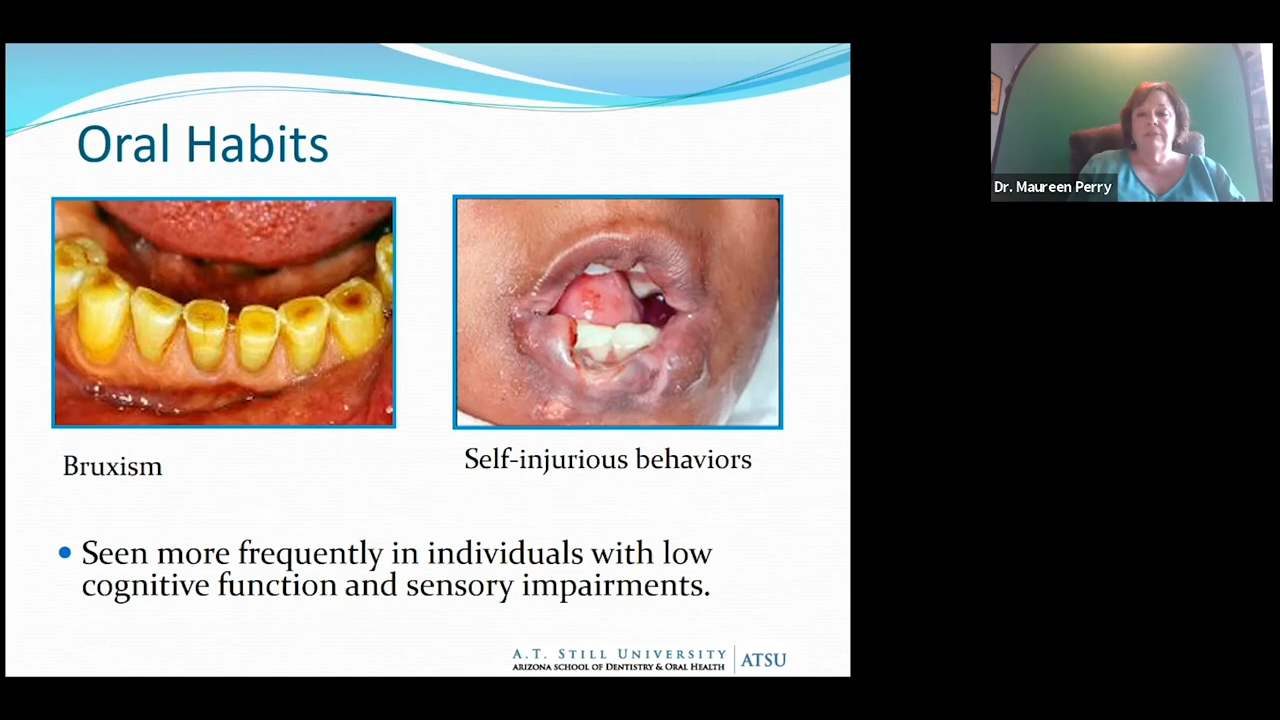 Oral Habits
Dr. Maureen Perry
Bruxism
Self-injurious behaviors
• Seen more frequently in individuals with low
cognitive function and sensory impairments.
A.T. STILL UNIVERSITY
ARIZONA SCHOOL OF DENTISTRY & ORAL HEALTH
ATSU